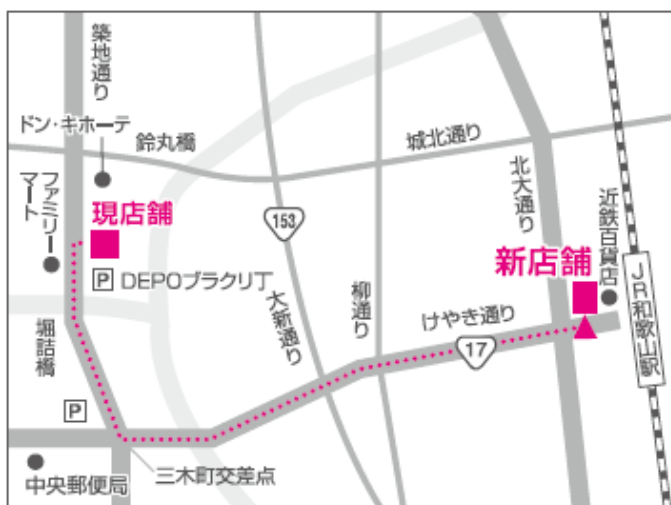 築地通り
ドン・キホーテ
鈴丸橋
城北通り
ファミリー
マート
現店舗
153
北大通り
近鉄百貨店
新店舗
P DEPOブラクリ丁
大新通り
柳通り
けやき通り
17
JR和歌山駅
堀詰橋
P
三木町交差点
中央郵便局